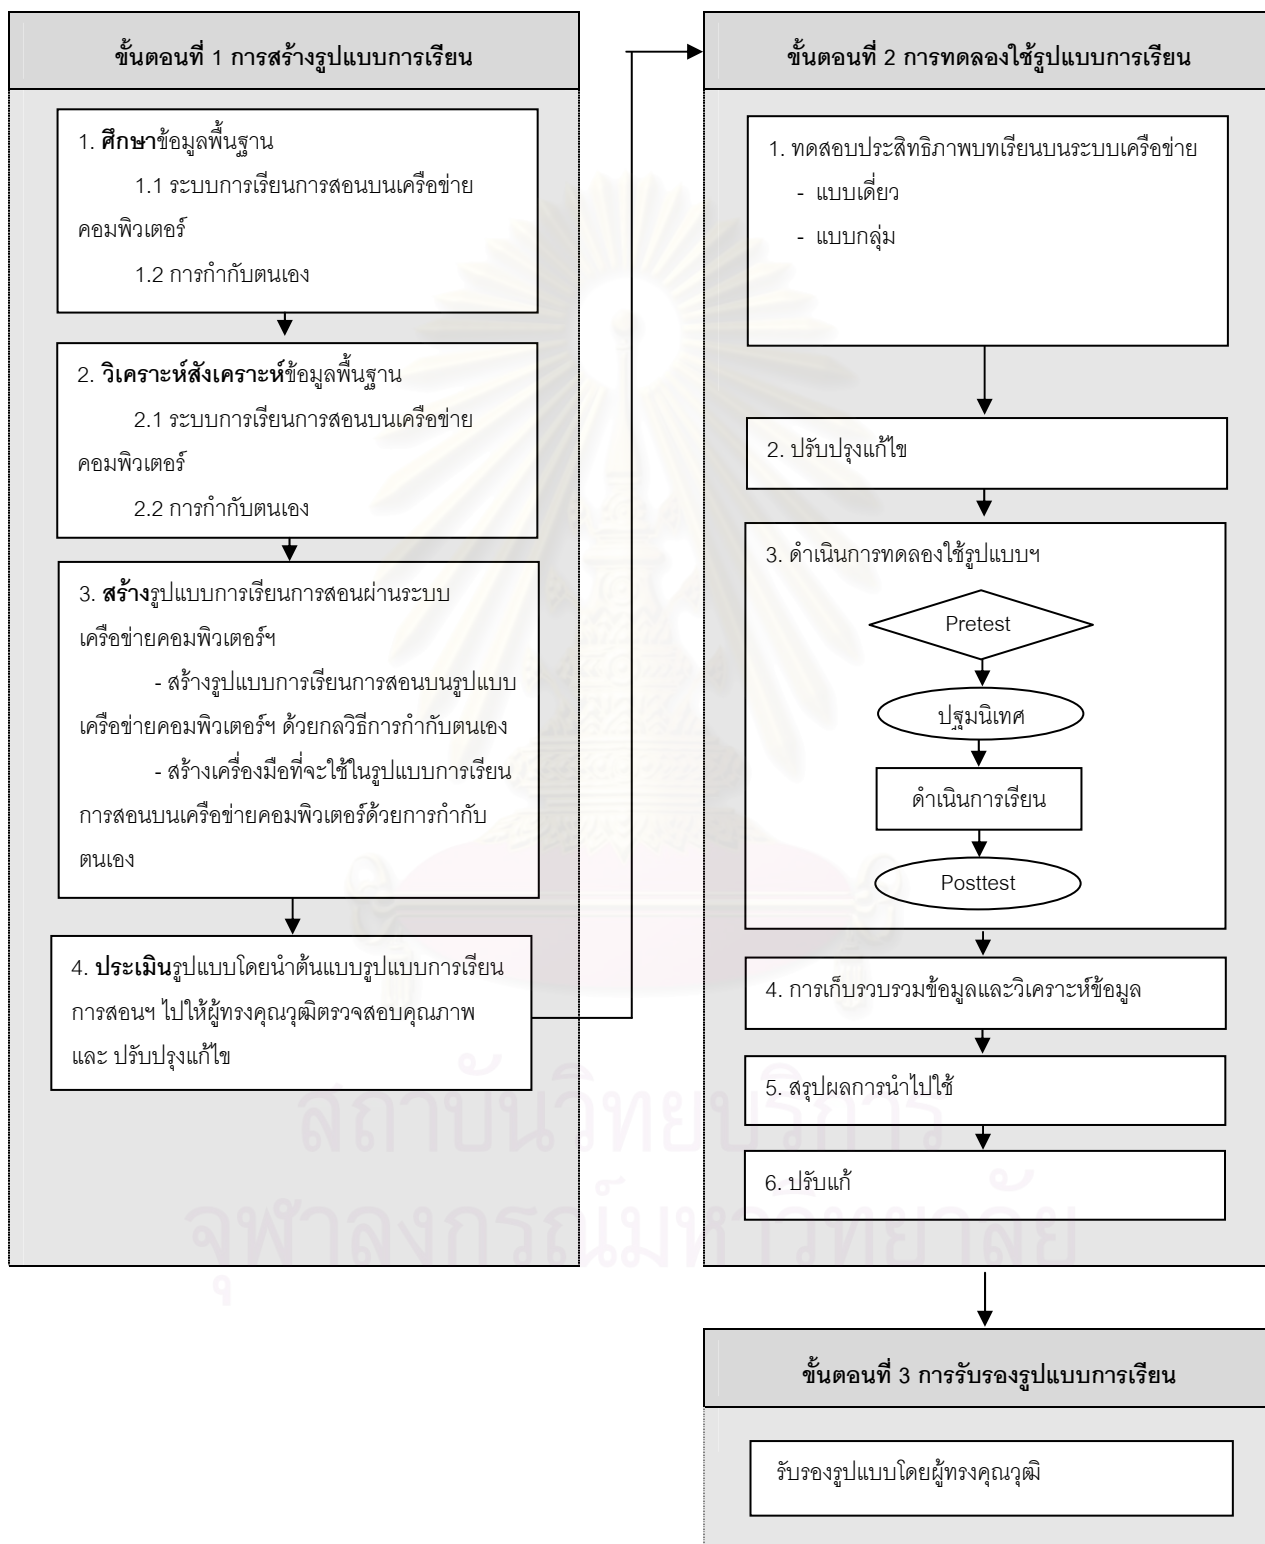 ขั้นตอนที่ 1 การสร้างรูปแบบการเรียน
1. ศึกษาข้อมูลพื้นฐาน
1.1 ระบบการเรียนการสอนบนเครือข่าย
คอมพิวเตอร์
1.2 การกำกับตนเอง
2. วิเคราะห์สังเคราะห์ข้อมูลพื้นฐาน
2.1 ระบบการเรียนการสอนบนเครือข่าย
คอมพิวเตอร์
2.2 การกำกับตนเอง
3. สร้างรูปแบบการเรียนการสอนผ่านระบบ
เครือข่ายคอมพิวเตอร์ฯ
- สร้างรูปแบบการเรียนการสอนบนรูปแบบ
เครือข่ายคอมพิวเตอร์ฯ ด้วยกลวิธีการกำกับตนเอง
- สร้างเครื่องมือที่จะใช้ในรูปแบบการเรียน
การสอนบนเครือข่ายคอมพิวเตอร์ด้วยการกำกับ
ตนเอง
4. ประเมินรูปแบบโดยนำต้นแบบรูปแบบการเรียน
การสอนฯ ไปให้ผู้ทรงคุณวุฒิตรวจสอบคุณภาพ
และ ปรับปรุงแก้ไข
ขั้นตอนที่ 2 การทดลองใช้รูปแบบการเรียน
1. ทดสอบประสิทธิภาพบทเรียนบนระบบเครือข่าย
- แบบเดี่ยว
- แบบกลุ่ม
2. ปรับปรุงแก้ไข
3. ดำเนินการทดลองใช้รูปแบบฯ
Pretest
ปฐมนิเทศ
ดำเนินการเรียน
Posttest
4. การเก็บรวบรวมข้อมูลและวิเคราะห์ข้อมูล
5. สรุปผลการนำไปใช้
6. ปรับแก้
ขั้นตอนที่ 3 การรับรองรูปแบบการเรียน
รับรองรูปแบบโดยผู้ทรงคุณวุฒิ
สถาบันวิทยบริการ
จุฬาลงกรณ์มหาวิทยาลัย